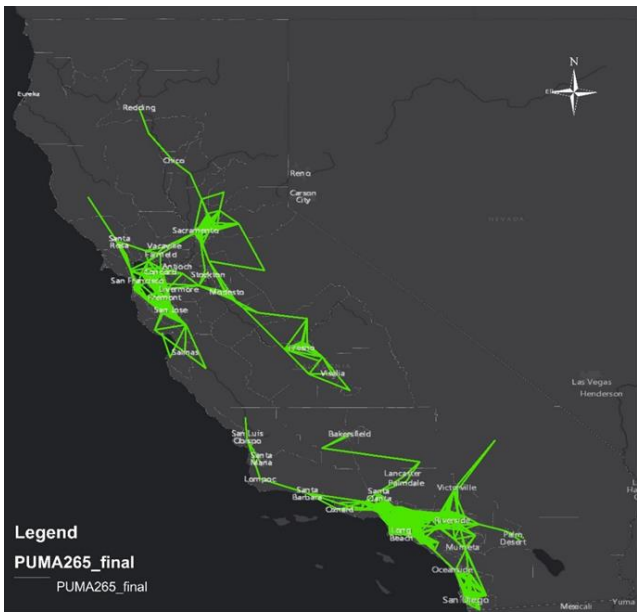 N
Eureka
Redding
Chico
Reno
Carson
City
NEVADA
Sacramento
Santa
Rosa
Vacaville
Fairfield
Antioch
Concord
San Francisco
Stockton
Livermore
Modesto
Fremont
San Jose
Salinas
Fresno
Visalia
Las Vegas
Henderson
San Luis
Obispo
Bakersfield
Santa
Maria
Lompoc
Lancaster
Palmdale
Santa
Barbara
Santa
Clarita
Victorville
Oxnard
Riverside
Long
Beach
Palm
Desert
Murrieta
Oceanside
San Diego
Mexicali
Yuma
Legend
PUMA265_final
PUMA265_final